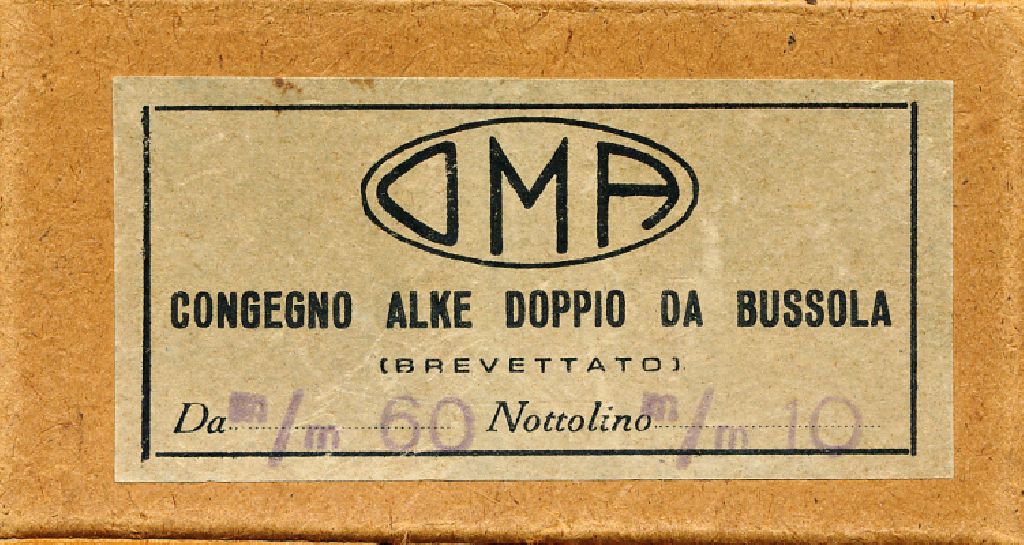 OMA
CONGEGNO ALKE DOPPIO DA BUSSOLA
(BREVETTATO)
Da m/m 60 Nottolino m/m 10